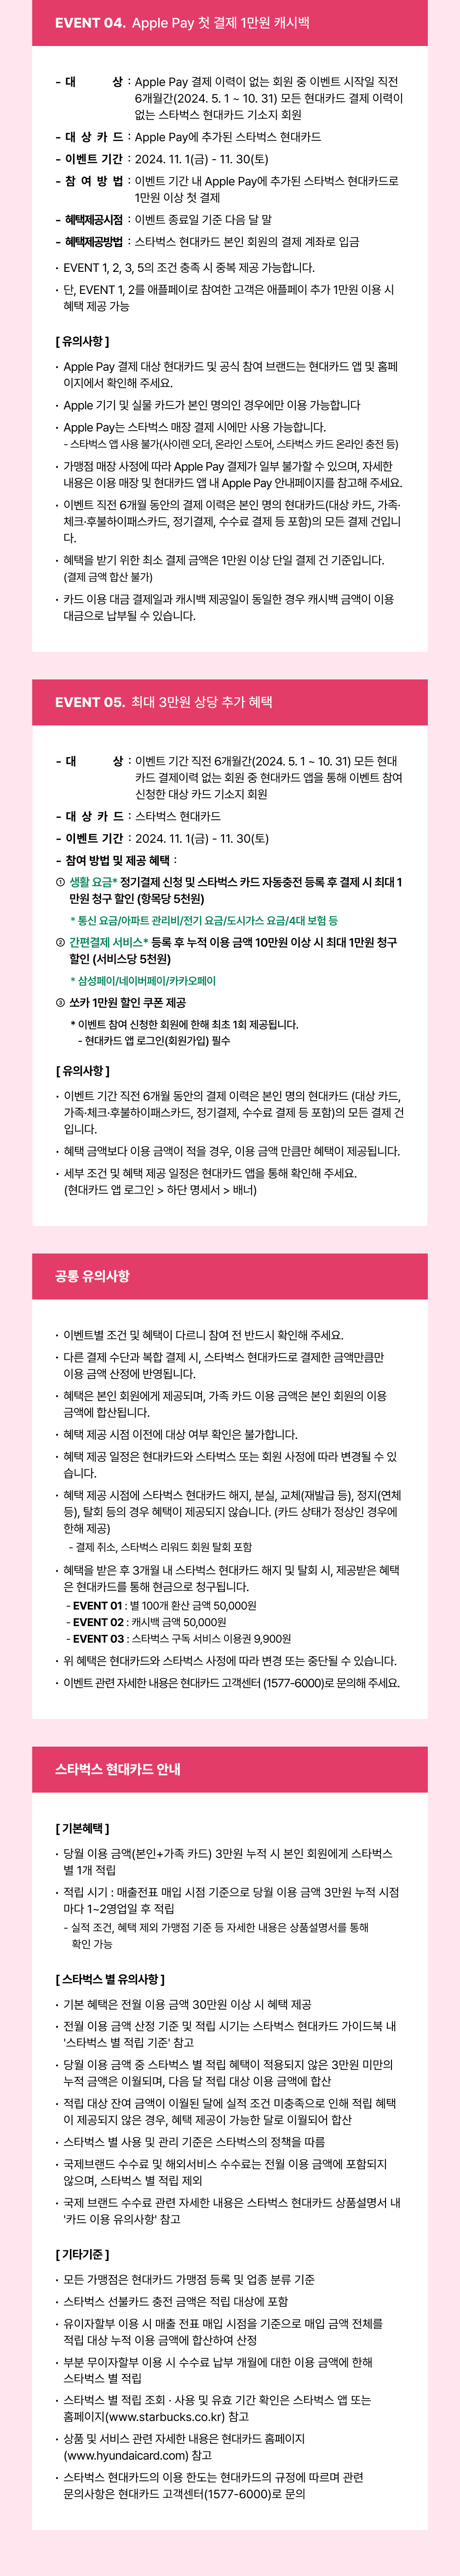 EVENT 04. Apple Pay 첫 결제 1만원 캐시백
- 대 상 : Apple Pay 결제 이력이 없는 회원 중 이벤트 시작일 직전
6개월간(2024. 5. 1 ~ 10. 31) 모든 현대카드 결제 이력이
없는 스타벅스 현대카드 기소지 회원
- 대 상 카 드 : Apple Pay에 추가된 스타벅스 현대카드
- 이벤트 기간 : 2024. 11. 1(금) - 11. 30(토)
- 참 여 방 법 : 이벤트 기간 내 Apple Pay에 추가된 스타벅스 현대카드로
1만원 이상 첫 결제
- 혜택제공시점 : 이벤트 종료일 기준 다음 달 말
- 혜택제공방법 : 스타벅스 현대카드 본인 회원의 결제 계좌로 입금
· EVENT 1, 2, 3, 5의 조건 충족 시 중복 제공 가능합니다.
· 단, EVENT 1, 2를 애플페이로 참여한 고객은 애플페이 추가 1만원 이용 시
혜택 제공 가능
[ 유의사항 ]
· Apple Pay 결제 대상 현대카드 및 공식 참여 브랜드는 현대카드 앱 및 홈페
이지에서 확인해 주세요.
· Apple 기기 및 실물 카드가 본인 명의인 경우에만 이용 가능합니다
· Apple Pay는 스타벅스 매장 결제 시에만 사용 가능합니다.
- 스타벅스 앱 사용 불가(사이렌 오더, 온라인 스토어, 스타벅스 카드 온라인 충전 등)
· 가맹점 매장 사정에 따라 Apple Pay 결제가 일부 불가할 수 있으며, 자세한
내용은 이용 매장 및 현대카드 앱 내 Apple Pay 안내페이지를 참고해 주세요.
· 이벤트 직전 6개월 동안의 결제 이력은 본인 명의 현대카드(대상 카드, 가족·
체크·후불하이패스카드, 정기결제, 수수료 결제 등 포함)의 모든 결제 건입니
다.
· 혜택을 받기 위한 최소 결제 금액은 1만원 이상 단일 결제 건 기준입니다.
(결제 금액 합산 불가)
· 카드 이용 대금 결제일과 캐시백 제공일이 동일한 경우 캐시백 금액이 이용
대금으로 납부될 수 있습니다.
EVENT 05. 최대 3만원 상당 추가 혜택
- 대 상 : 이벤트 기간 직전 6개월간(2024. 5. 1 ~ 10. 31) 모든 현대
카드 결제이력 없는 회원 중 현대카드 앱을 통해 이벤트 참여
신청한 대상 카드 기소지 회원
- 대 상 카 드 : 스타벅스 현대카드
- 이벤트 기간 : 2024. 11. 1(금) - 11. 30(토)
- 참여 방법 및 제공 혜택 :
① 생활 요금* 정기결제 신청 및 스타벅스 카드 자동충전 등록 후 결제 시 최대 1
만원 청구 할인 (항목당 5천원)
* 통신 요금/아파트 관리비/전기 요금/도시가스 요금/4대 보험 등
② 간편결제 서비스* 등록 후 누적 이용 금액 10만원 이상 시 최대 1만원 청구
할인 (서비스당 5천원)
* 삼성페이/네이버페이/카카오페이
③ 쏘카 1만원 할인 쿠폰 제공
* 이벤트 참여 신청한 회원에 한해 최초 1회 제공됩니다.
- 현대카드 앱 로그인(회원가입) 필수
[ 유의사항 ]
· 이벤트 기간 직전 6개월 동안의 결제 이력은 본인 명의 현대카드 (대상 카드,
가족·체크·후불하이패스카드, 정기결제, 수수료 결제 등 포함)의 모든 결제 건
입니다.
· 혜택 금액보다 이용 금액이 적을 경우, 이용 금액 만큼만 혜택이 제공됩니다.
· 세부 조건 및 혜택 제공 일정은 현대카드 앱을 통해 확인해 주세요.
(현대카드 앱 로그인 > 하단 명세서 > 배너)
공통 유의사항
· 이벤트별 조건 및 혜택이 다르니 참여 전 반드시 확인해 주세요.
· 다른 결제 수단과 복합 결제 시, 스타벅스 현대카드로 결제한 금액만큼만
이용 금액 산정에 반영됩니다.
· 혜택은 본인 회원에게 제공되며, 가족 카드 이용 금액은 본인 회원의 이용
금액에 합산됩니다.
· 혜택 제공 시점 이전에 대상 여부 확인은 불가합니다.
· 혜택 제공 일정은 현대카드와 스타벅스 또는 회원 사정에 따라 변경될 수 있
습니다.
· 혜택 제공 시점에 스타벅스 현대카드 해지, 분실, 교체(재발급 등), 정지(연체
등), 탈회 등의 경우 혜택이 제공되지 않습니다. (카드 상태가 정상인 경우에
한해 제공)
- 결제 취소, 스타벅스 리워드 회원 탈회 포함
· 혜택을 받은 후 3개월 내 스타벅스 현대카드 해지 및 탈회 시, 제공받은 혜택
은 현대카드를 통해 현금으로 청구됩니다.
- EVENT 01 : 별 100개 환산 금액 50,000원
- EVENT 02 : 캐시백 금액 50,000원
- EVENT 03 : 스타벅스 구독 서비스 이용권 9,900원
· 위 혜택은 현대카드와 스타벅스 사정에 따라 변경 또는 중단될 수 있습니다.
· 이벤트 관련 자세한 내용은 현대카드 고객센터 (1577-6000)로 문의해 주세요.
스타벅스 현대카드 안내
[ 기본혜택 ]
· 당월 이용 금액(본인+가족 카드) 3만원 누적 시 본인 회원에게 스타벅스
별 1개 적립
· 적립 시기 : 매출전표 매입 시점 기준으로 당월 이용 금액 3만원 누적 시점
마다 1~2영업일 후 적립
- 실적 조건, 혜택 제외 가맹점 기준 등 자세한 내용은 상품설명서를 통해
확인 가능
[ 스타벅스 별 유의사항 ]
· 기본 혜택은 전월 이용 금액 30만원 이상 시 혜택 제공
· 전월 이용 금액 산정 기준 및 적립 시기는 스타벅스 현대카드 가이드북 내
'스타벅스 별 적립 기준' 참고
· 당월 이용 금액 중 스타벅스 별 적립 혜택이 적용되지 않은 3만원 미만의
누적 금액은 이월되며, 다음 달 적립 대상 이용 금액에 합산
· 적립 대상 잔여 금액이 이월된 달에 실적 조건 미충족으로 인해 적립 혜택
이 제공되지 않은 경우, 혜택 제공이 가능한 달로 이월되어 합산
· 스타벅스 별 사용 및 관리 기준은 스타벅스의 정책을 따름
· 국제브랜드 수수료 및 해외서비스 수수료는 전월 이용 금액에 포함되지
않으며, 스타벅스 별 적립 제외
· 국제 브랜드 수수료 관련 자세한 내용은 스타벅스 현대카드 상품설명서 내
'카드 이용 유의사항' 참고
[ 기타기준 ]
· 모든 가맹점은 현대카드 가맹점 등록 및 업종 분류 기준
· 스타벅스 선불카드 충전 금액은 적립 대상에 포함
· 유이자할부 이용 시 매출 전표 매입 시점을 기준으로 매입 금액 전체를
적립 대상 누적 이용 금액에 합산하여 산정
· 부분 무이자할부 이용 시 수수료 납부 개월에 대한 이용 금액에 한해
스타벅스 별 적립
· 스타벅스 별 적립 조회 · 사용 및 유효 기간 확인은 스타벅스 앱 또는
홈페이지(www.starbucks.co.kr) 참고
· 상품 및 서비스 관련 자세한 내용은 현대카드 홈페이지
(www.hyundaicard.com) 참고
· 스타벅스 현대카드의 이용 한도는 현대카드의 규정에 따르며 관련
문의사항은 현대카드 고객센터(1577-6000)로 문의